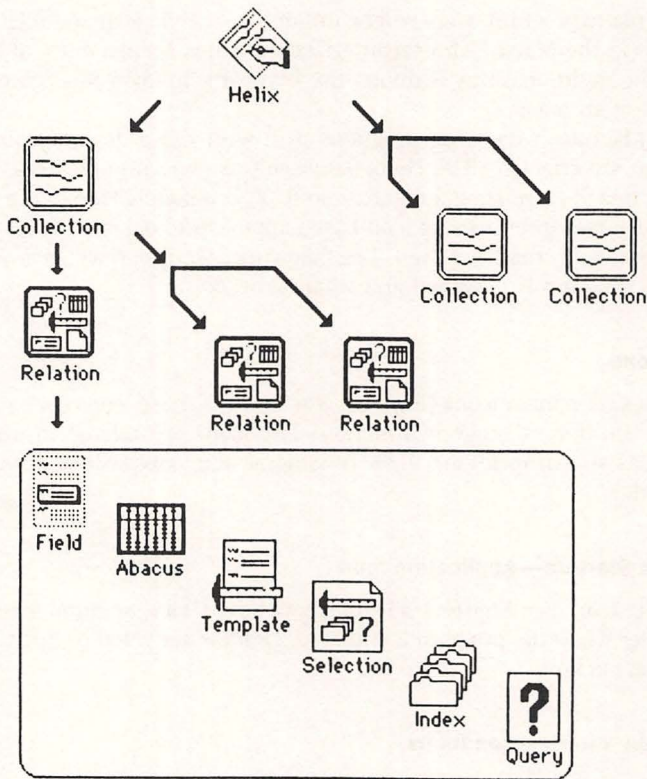 Helix
Collection
Collection
Collection
Relation
Relation
Relation
Field
Abacus
Template
Selection
Index
Query